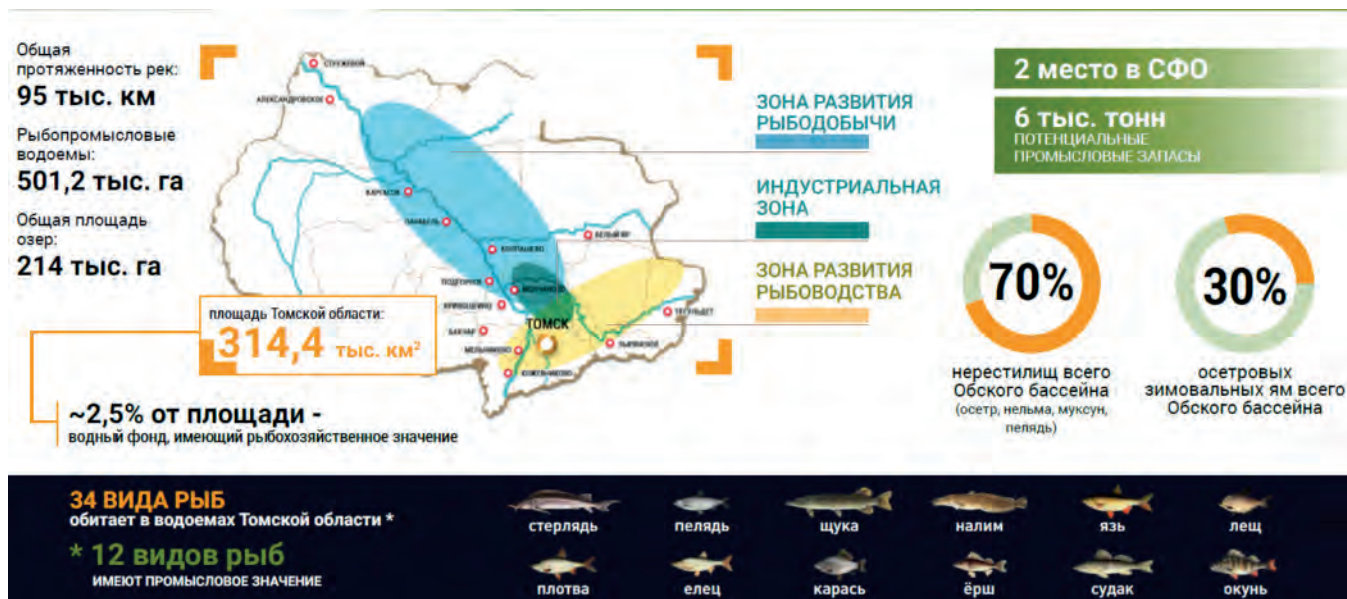 Общая
протяженность рек:
95 тыс. км
Рыбопромысловые
водоемы:
501,2 тыс. га
Общая площадь
озер:
214 тыс. га
площадь Томской области:
314,4 тыс. км²
~2,5% от площади -
водный фонд, имеющий рыбохозяйственное значение
СТРЕЖЕВОЙ
АЛЕКСАНДРОВСКОЕ
КАРГАСОК
ПАРАБЕЛЬ
КОЛПАШЕВО
БЕЛЫЙ ЯР
ПОДГОРНОЕ
МОЛЧАНОВО
КРИВОШЕИНО
БАКЧАР
ТОМСК
МЕЛЬНИКОВО
КОЖЕВНИКОВО
ТЕГУЛЬДЕТ
ЗЫРЯНСКОЕ
ЗОНА РАЗВИТИЯ
РЫБОДОБЫЧИ
ИНДУСТРИАЛЬНАЯ
ЗОНА
ЗОНА РАЗВИТИЯ
РЫБОВОДСТВА
2 место в СФО
6 тыс. тонн
ПОТЕНЦИАЛЬНЫЕ
ПРОМЫСЛОВЫЕ ЗАПАСЫ
70%
нерестилищ всего
Обского бассейна
(осетр, нельма, муксун,
пелядь)
30%
осетровых
зимовальных ям всего
Обского бассейна
34 ВИДА РЫБ
обитает в водоемах Томской области *
* 12 видов рыб
ИМЕЮТ ПРОМЫСЛОВОЕ ЗНАЧЕНИЕ
стерлядь
пелядь
щука
налим
язь
лещ
плотва
елец
карась
ёрш
судак
окунь